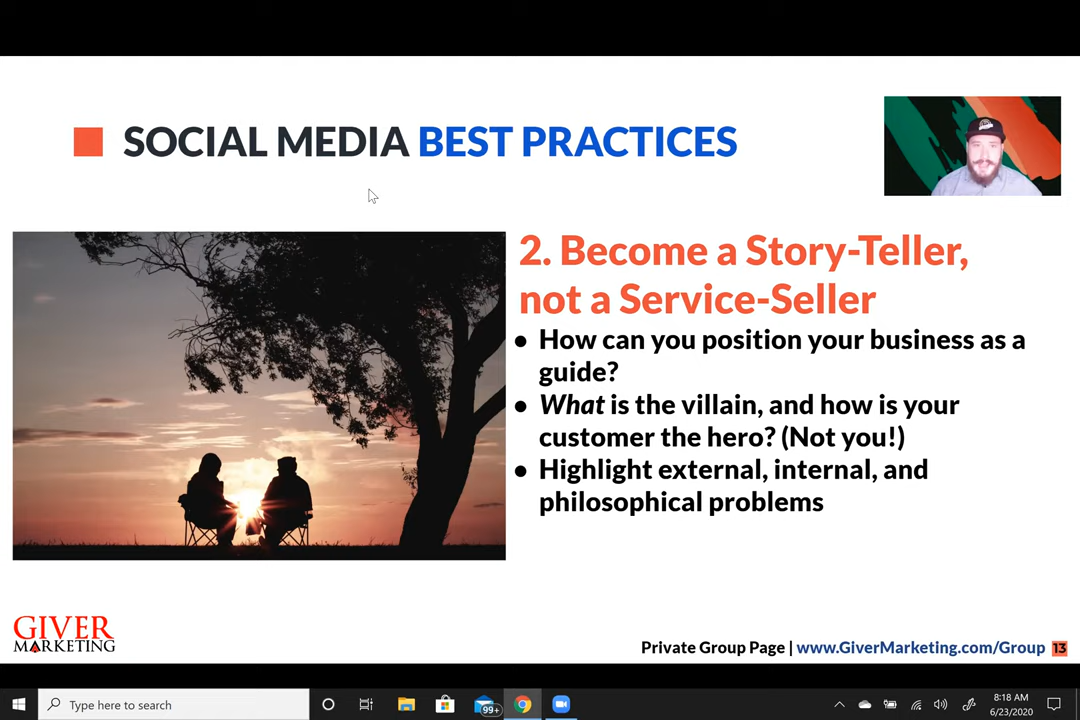 SOCIAL MEDIA BEST PRACTICES
2. Become a Story-Teller,
not a Service-Seller
● How can you position your business as a
guide?
● What is the villain, and how is your
customer the hero? (Not you!)
● Highlight external, internal, and
philosophical problems
GIVER
MARKETING
Private Group Page | www.GiverMarketing.com/Group 13
Type here to search
99+
8:18 AM
6/23/2020